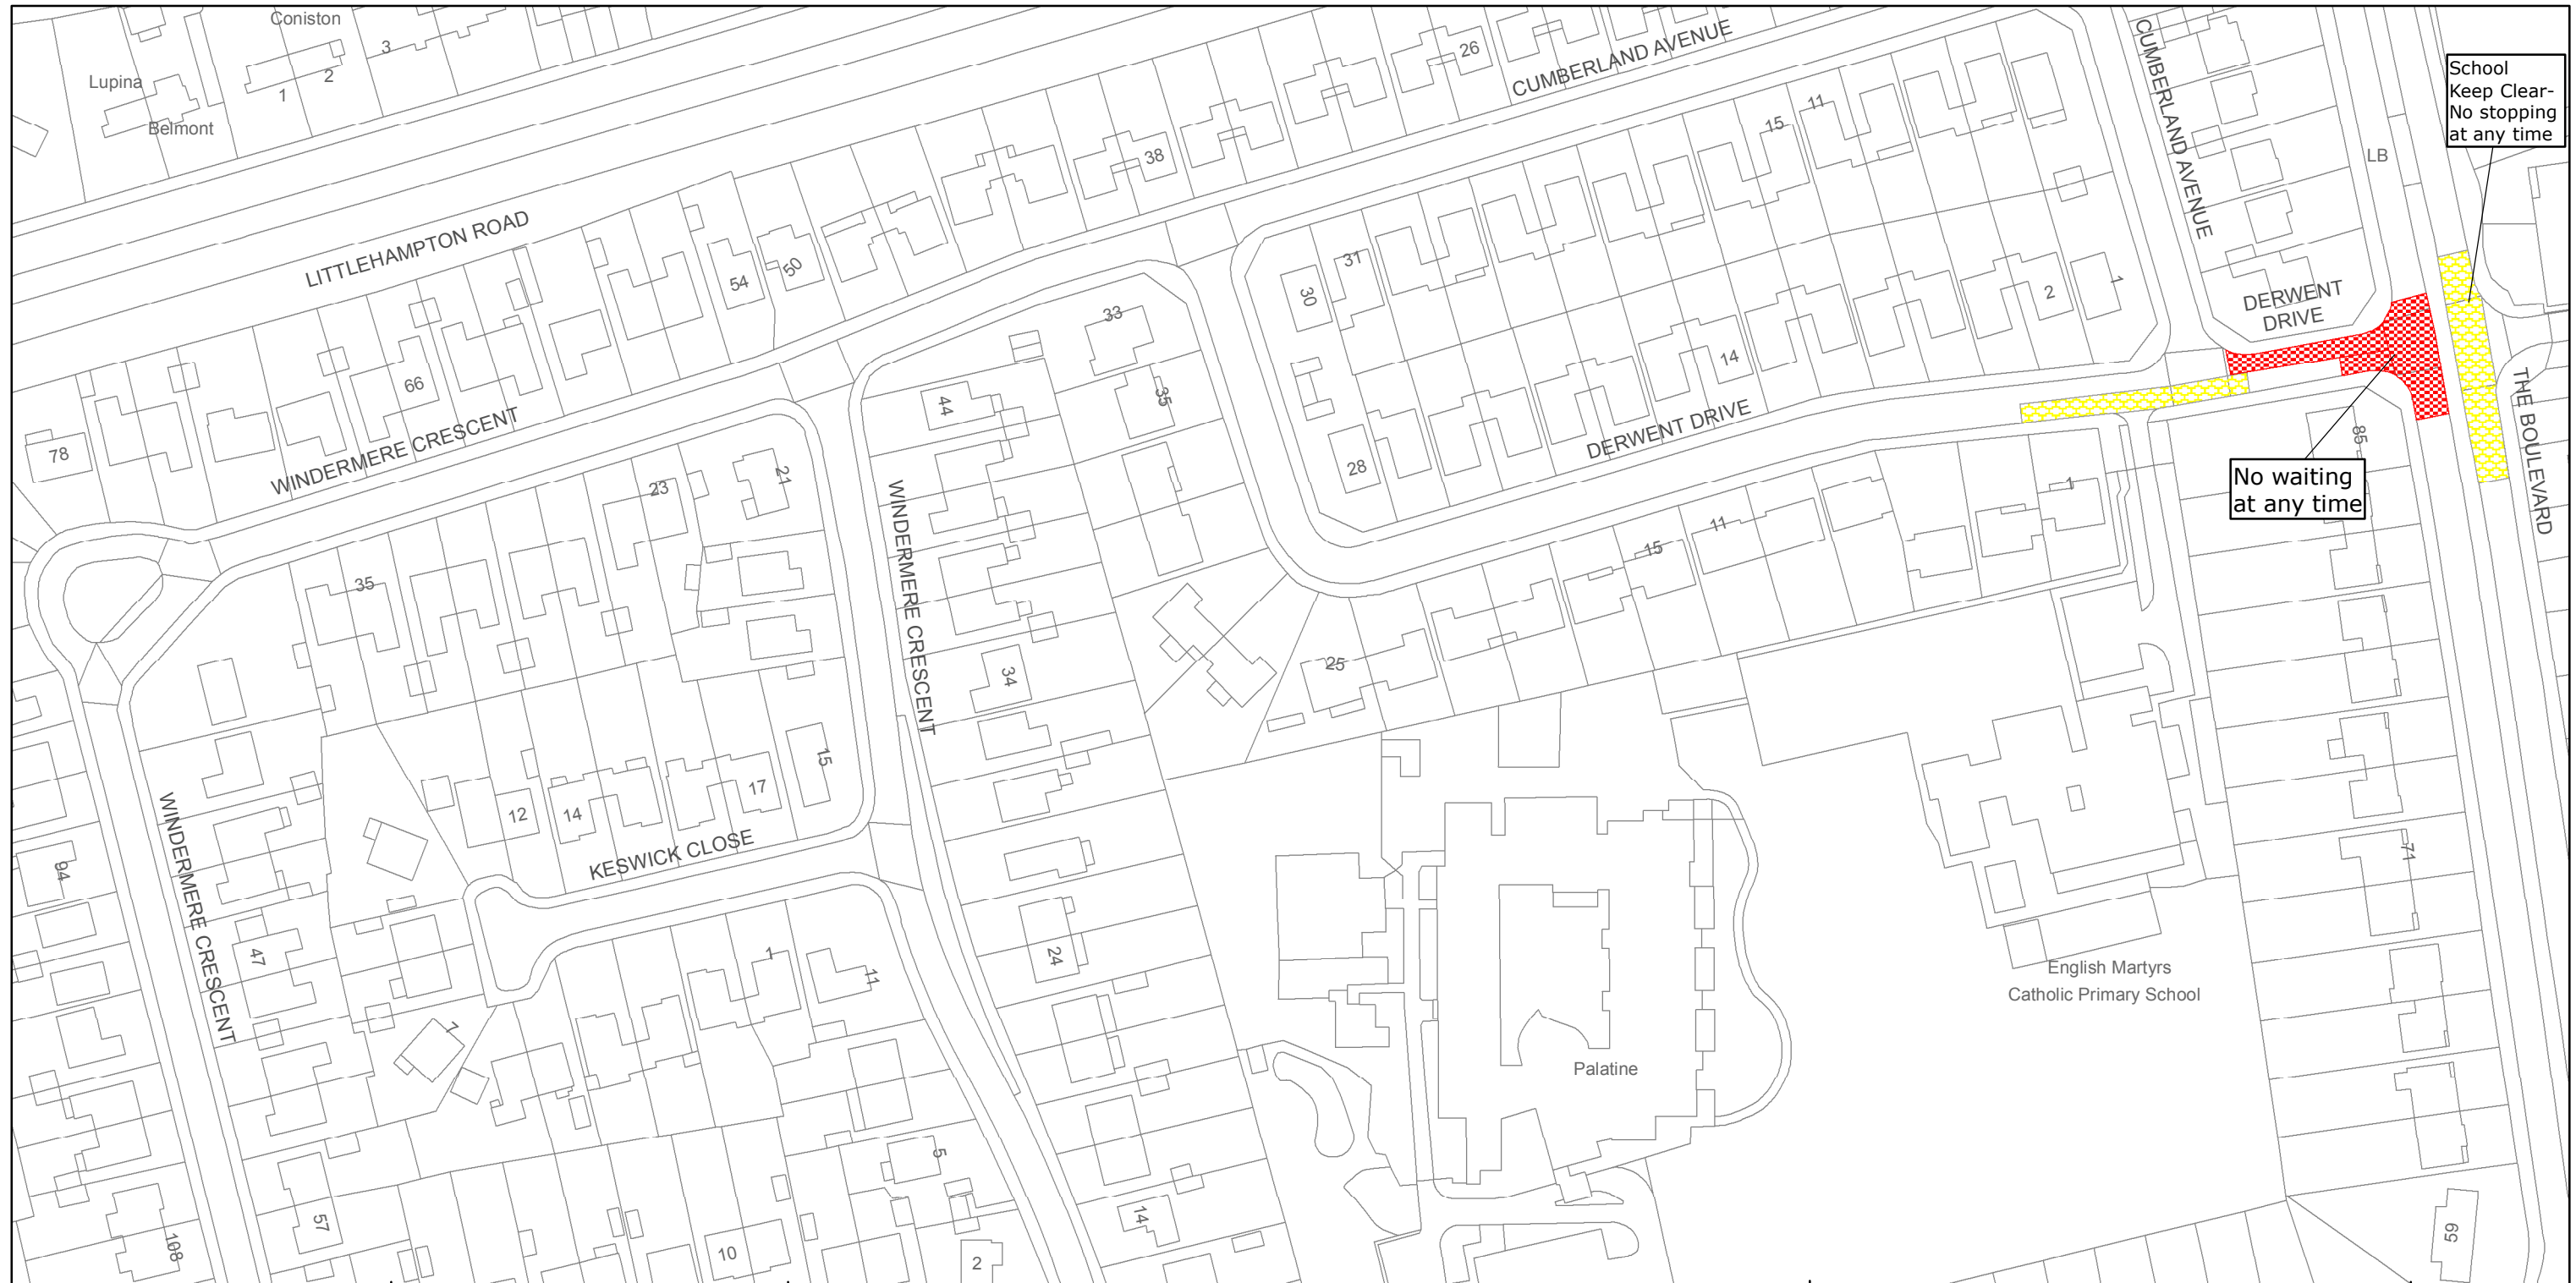 Coniston
3
2
1
Lupina
Belmont
26
CUMBERLAND AVENUE
CUMBERLAND AVENUE
School
Keep Clear-
No stopping
at any time
LB
11
15
38
LITTLEHAMPTON ROAD
54
50
31
30
33
2
1
DERWENT
DRIVE
66
44
35
14
78
WINDERMERE CRESCENT
28
DERWENT DRIVE
THE BOULEVARD
85
No waiting
at any time
23
21
WINDERMERE CRESCENT
11
15
1
35
34
25
12
14
17
15
KESWICK CLOSE
94
WINDERMERE CRESCENT
47
1
11
24
71
English Martyrs
Catholic Primary School
7
Palatine
5
57
108
10
2
14
59